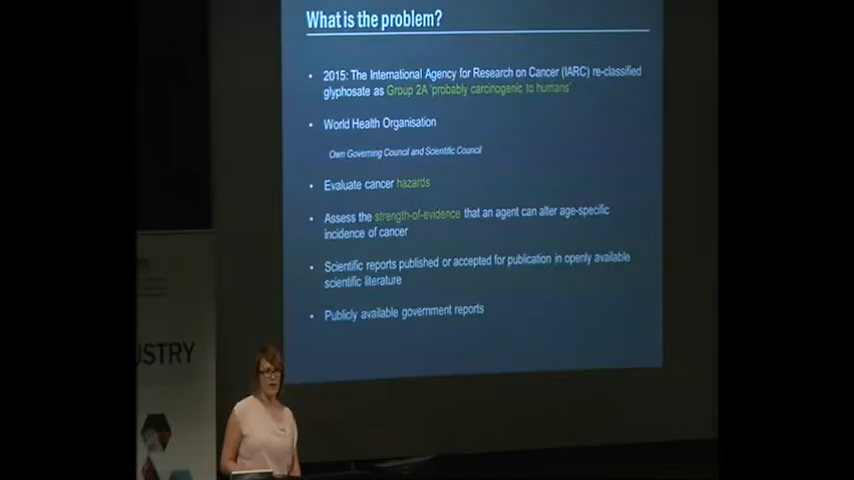 What is the problem?
• 2015: The International Agency for Research on Cancer (IARC) re-classified
glyphosate as Group 2A 'probably carcinogenic to humans'
• World Health Organisation
Own Governing Council and Scientific Council
• Evaluate cancer hazards
• Assess the strength-of-evidence that an agent can alter age-specific
incidence of cancer
• Scientific reports published or accepted for publication in openly available
scientific literature
• Publicly available government reports
USTRY